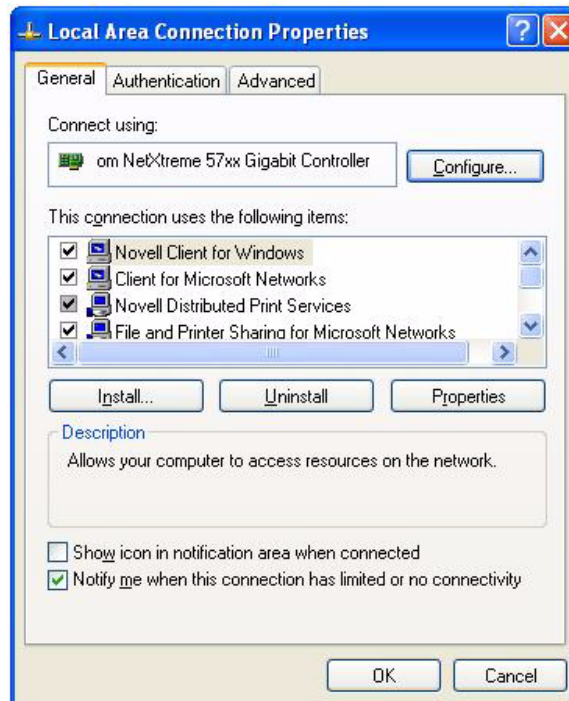 Local Area Connection Properties
General Authentication Advanced
Connect using:
om NetXtreme 57xx Gigabit Controller Configure...
This connection uses the following items:
Novell Client for Windows
Client for Microsoft Networks
Novell Distributed Print Services
File and Printer Sharing for Microsoft Networks
Install... Uninstall Properties
Description
Allows your computer to access resources on the network.
Show icon in notification area when connected
Notify me when this connection has limited or no connectivity
OK Cancel